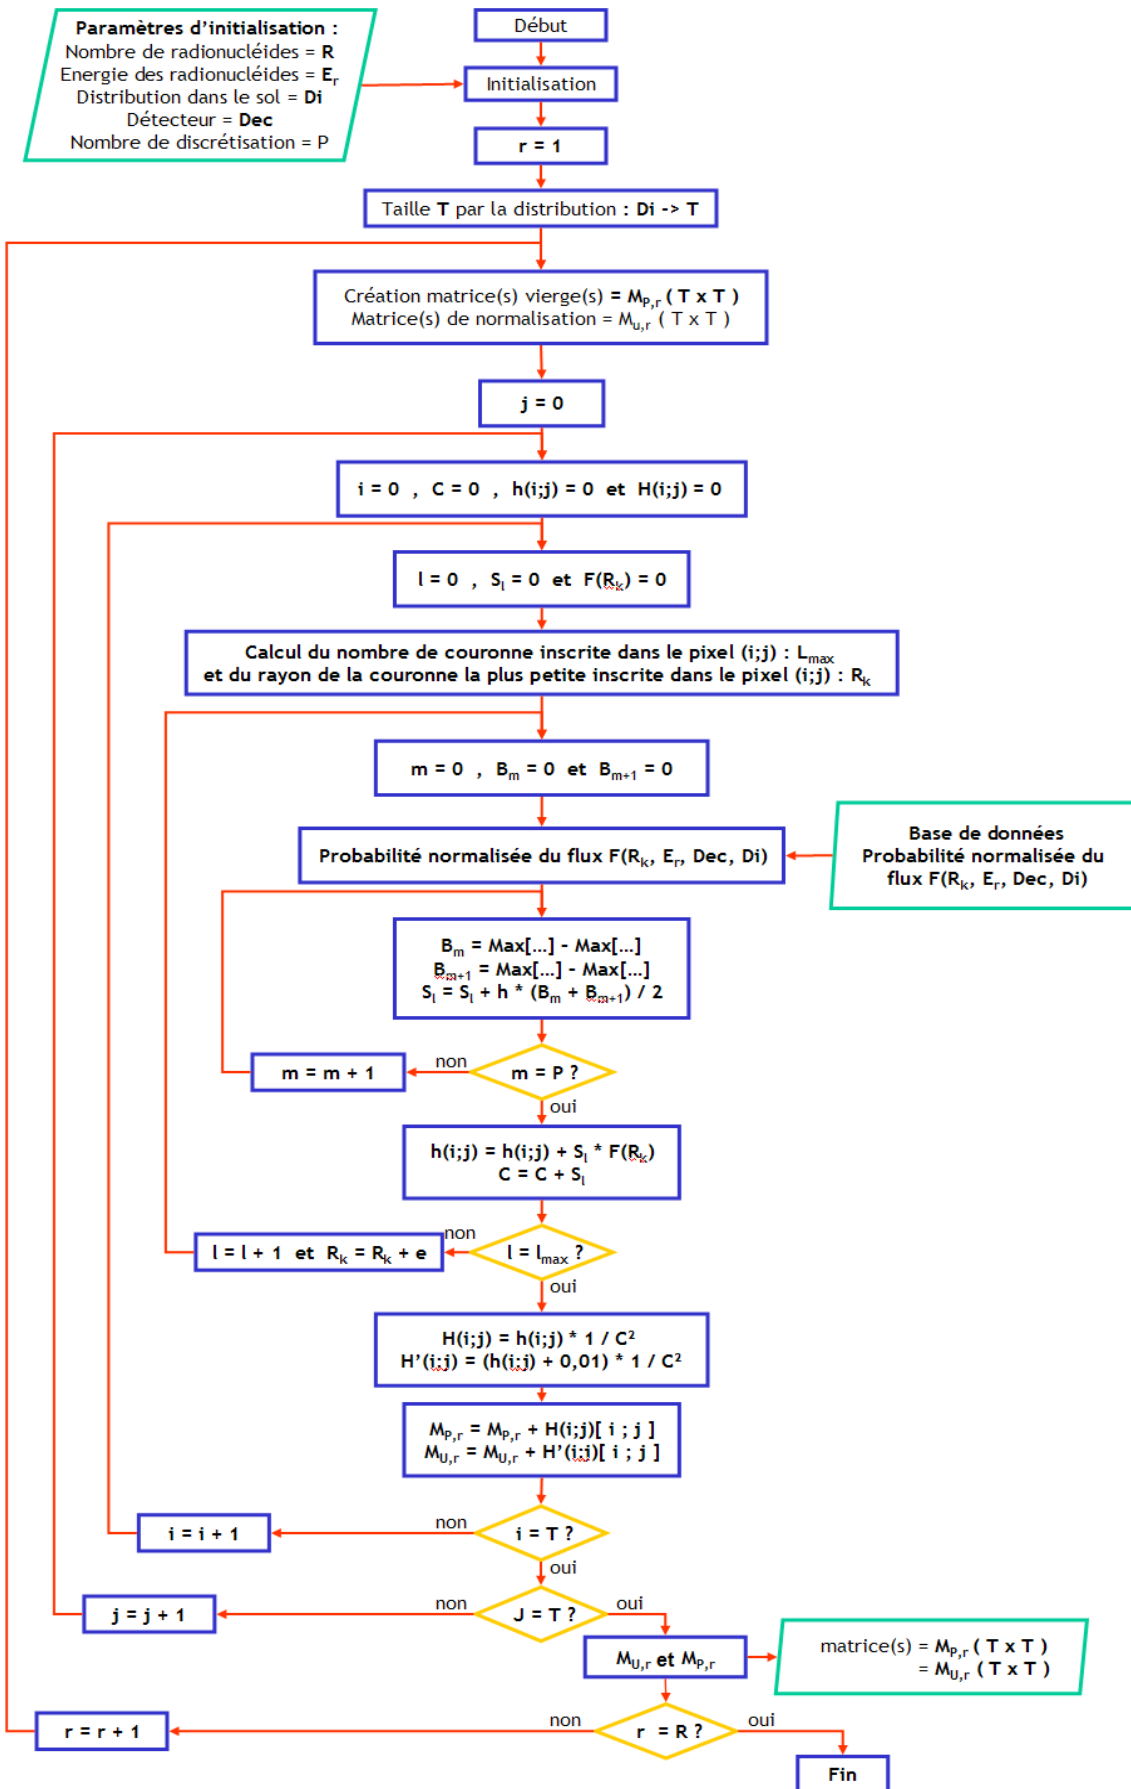 Paramètres d'initialisation :
Nombre de radionucléides = R
Energie des radionucléides = Er
Distribution dans le sol = Di
Détecteur = Dec
Nombre de discrétisation = P
Début
Initialisation
r = 1
Taille T par la distribution : Di -> T
Création matrice(s) vierge(s) = MP,r ( T x T )
Matrice(s) de normalisation = Mu,r ( T x T )
j = 0
i = 0 , C = 0 , h(i;j) = 0 et H(i;j) = 0
l = 0 , Sl = 0 et F(Rk) = 0
Calcul du nombre de couronne inscrite dans le pixel (i;j) : Lmax
et du rayon de la couronne la plus petite inscrite dans le pixel (i;j) : Rk
m = 0 , Bm = 0 et Bm+1 = 0
Probabilité normalisée du flux F(Rk, Er, Dec, Di)
Base de données
Probabilité normalisée du
flux F(Rk, Er, Dec, Di)
Bm = Max[...] - Max[...]
Bm+1 = Max[...] - Max[...]
Sl = Sl + h * (Bm + Bm+1) / 2
m = P ?
non
m = m + 1
oui
h(i;j) = h(i;j) + Sl * F(Rk)
C = C + Sl
l = lmax ?
non
l = l + 1 et Rk = Rk + e
oui
H(i;j) = h(i;j) * 1 / C²
H'(i;j) = (h(i;j) + 0,01) * 1 / C²
MP,r = MP,r + H(i;j)[ i ; j ]
MU,r = MU,r + H'(i;i)[ i ; j ]
i = T ?
non
i = i + 1
oui
J = T ?
non
j = j + 1
oui
MU,r et MP,r
matrice(s) = MP,r ( T x T )
= MU,r ( T x T )
r = R ?
non
r = r + 1
oui
Fin